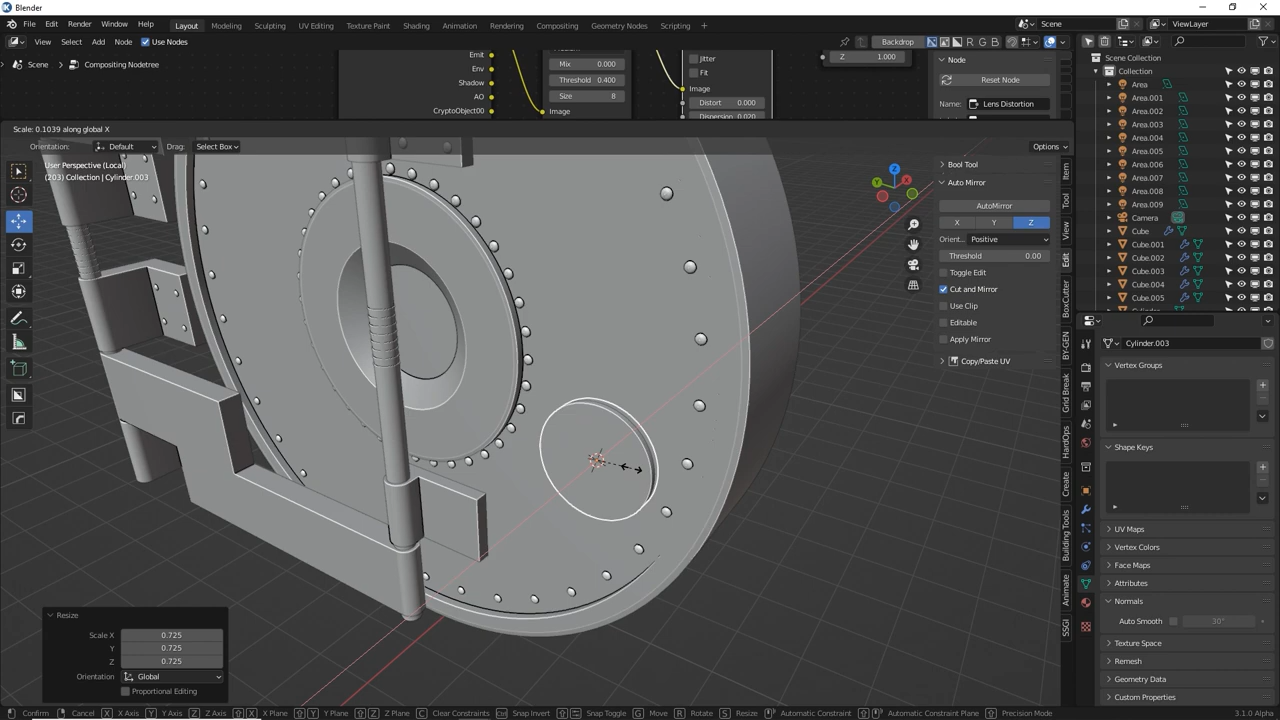 Blender
File Edit Render Window Help
Layout Modeling Sculpting UV Editing Texture Paint Shading Animation Rendering Compositing Geometry Nodes Scripting +
Scene
ViewLayer
View Select Add Node Use Nodes
Backdrop
R G B
Scene > Compositing Nodetree
Emit
Env
Shadow
AO
CryptoObject00
Mix 0.000
Threshold 0.400
Size 8
Image
Jitter
Fit
Image
Distort 0.000
Dispersion 0.020
Z 1.000
Node
Reset Node
Name: Lens Distortion
Scale: 0.1039 along global X
Orientation: Default Drag: Select Box
Options
User Perspective (Local)
(203) Collection | Cylinder.003
Z
Y
X
Bool Tool
Auto Mirror
AutoMirror
X Y Z
Orient... Positive
Threshold 0.00
Toggle Edit
Cut and Mirror
Use Clip
Editable
Apply Mirror
Copy/Paste UV
Item
Tool
View
Edit
BoxCutter
BY-GEN
Grid Break
HardOps
Create
Building Tools
Animate
SSGI
Scene Collection
Collection
Area
Area.001
Area.002
Area.003
Area.004
Area.005
Area.006
Area.007
Area.008
Area.009
Camera
Cube
Cube.001
Cube.002
Cube.003
Cube.004
Cube.005
Cylinder.003
Vertex Groups
Shape Keys
UV Maps
Vertex Colors
Face Maps
Attributes
Normals
Auto Smooth 30°
Texture Space
Remesh
Geometry Data
Custom Properties
Resize
Scale X 0.725
Y 0.725
Z 0.725
Orientation Global
Proportional Editing
Confirm Cancel X X Axis Y Y Axis Z Z Axis X X Plane Y Y Plane Z Z Plane C Clear Constraints Snap Invert Snap Toggle G Move R Rotate S Resize Automatic Constraint Automatic Constraint Plane Precision Mode
3.1.0 Alpha